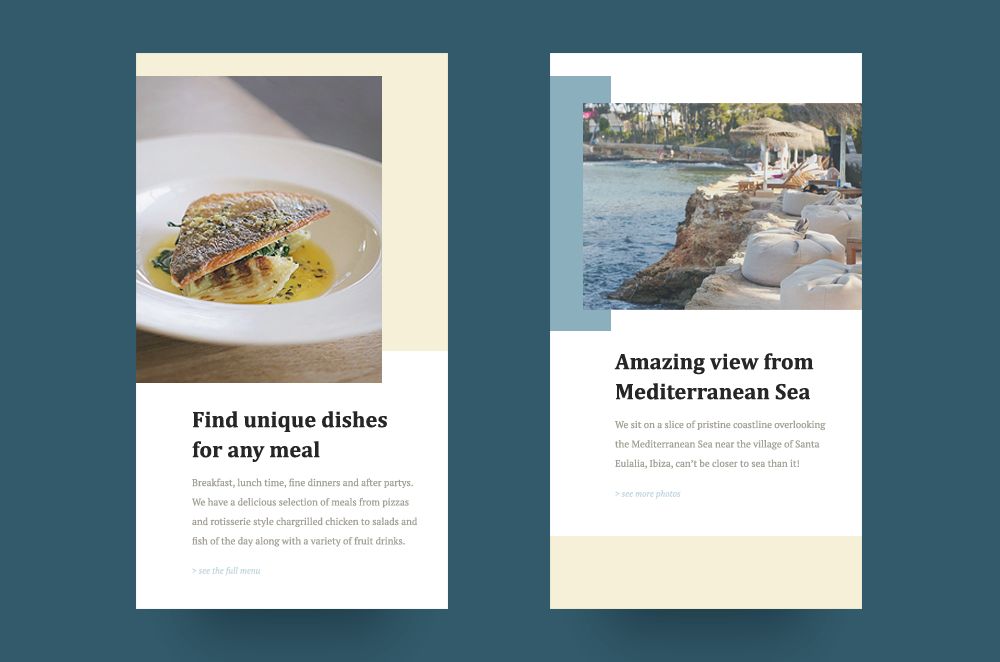 Find unique dishes
for any meal
Breakfast, lunch time, fine dinners and after partys.
We have a delicious selection of meals from pizzas
and rotisserie style chargrilled chicken to salads and
fish of the day along with a variety of fruit drinks.
> see the full menu
Amazing view from
Mediterranean Sea
We sit on a slice of pristine coastline overlooking
the Mediterranean Sea near the village of Santa
Eulalia, Ibiza, can't be closer to sea than it!
> see more photos